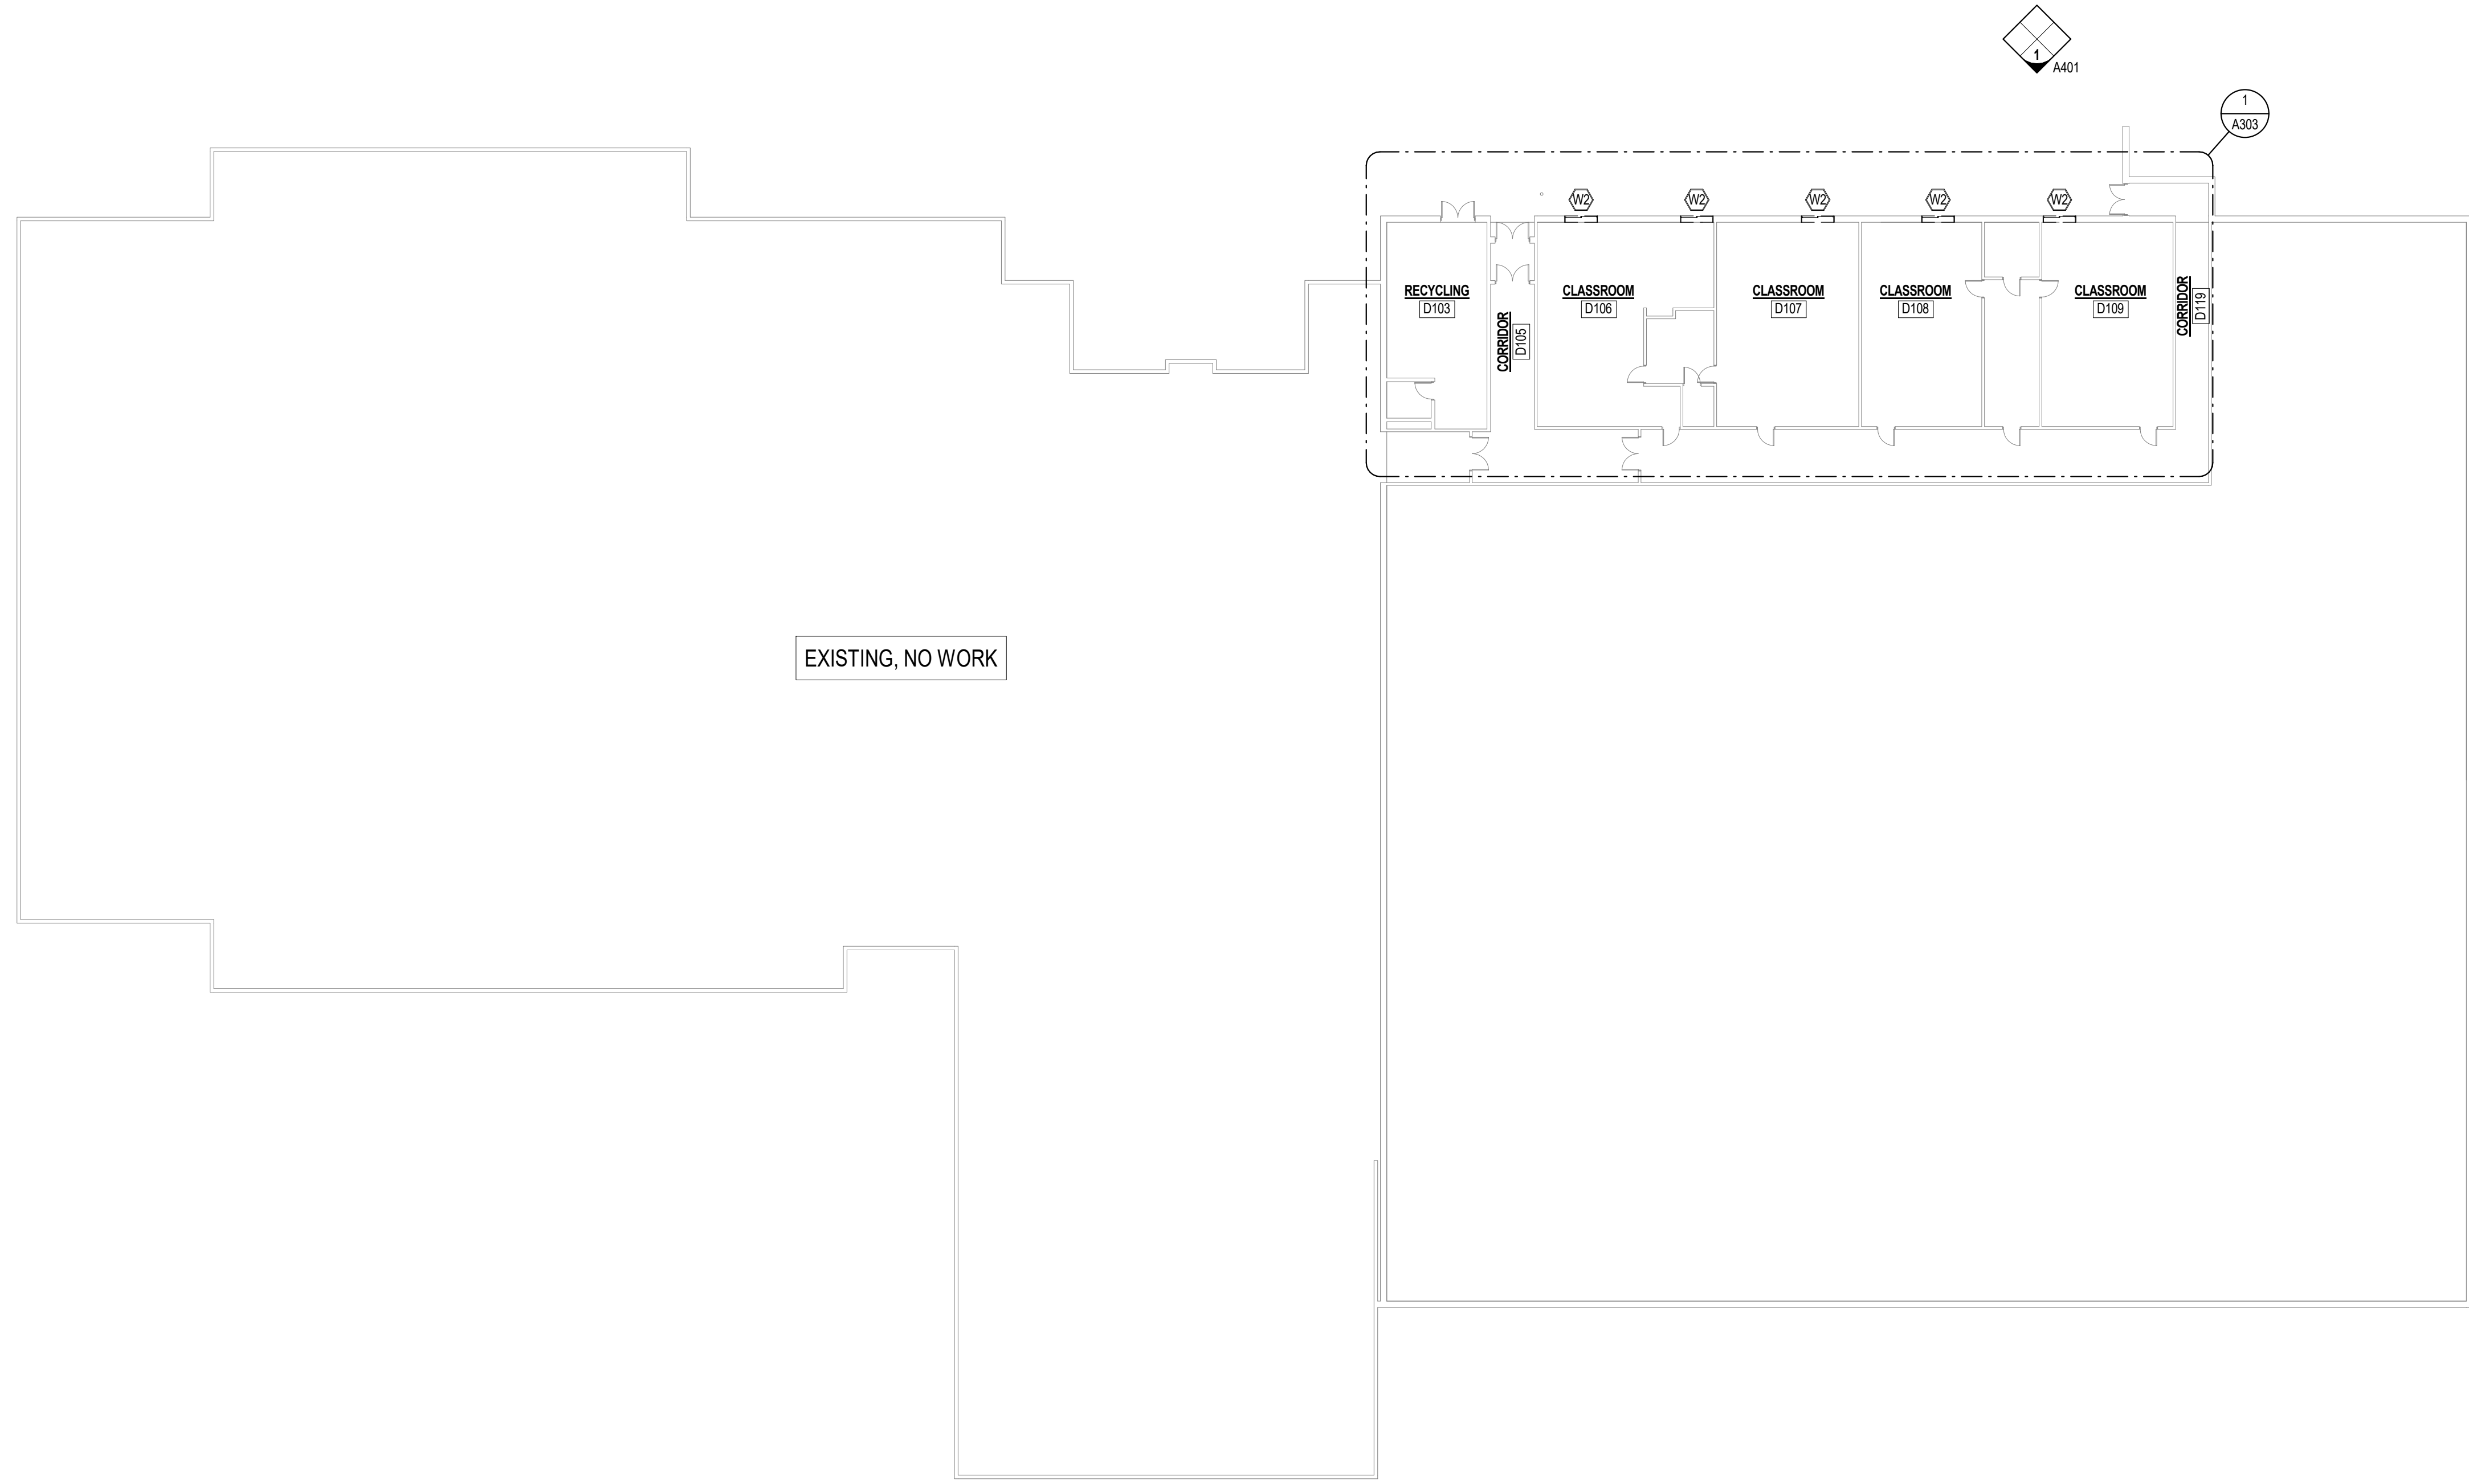 1
A401
1
A303
W2
W2
W2
W2
W2
RECYCLING
D103
CORRIDOR
D105
CLASSROOM
D106
CLASSROOM
D107
CLASSROOM
D108
CLASSROOM
D109
CORRIDOR
D119
EXISTING, NO WORK